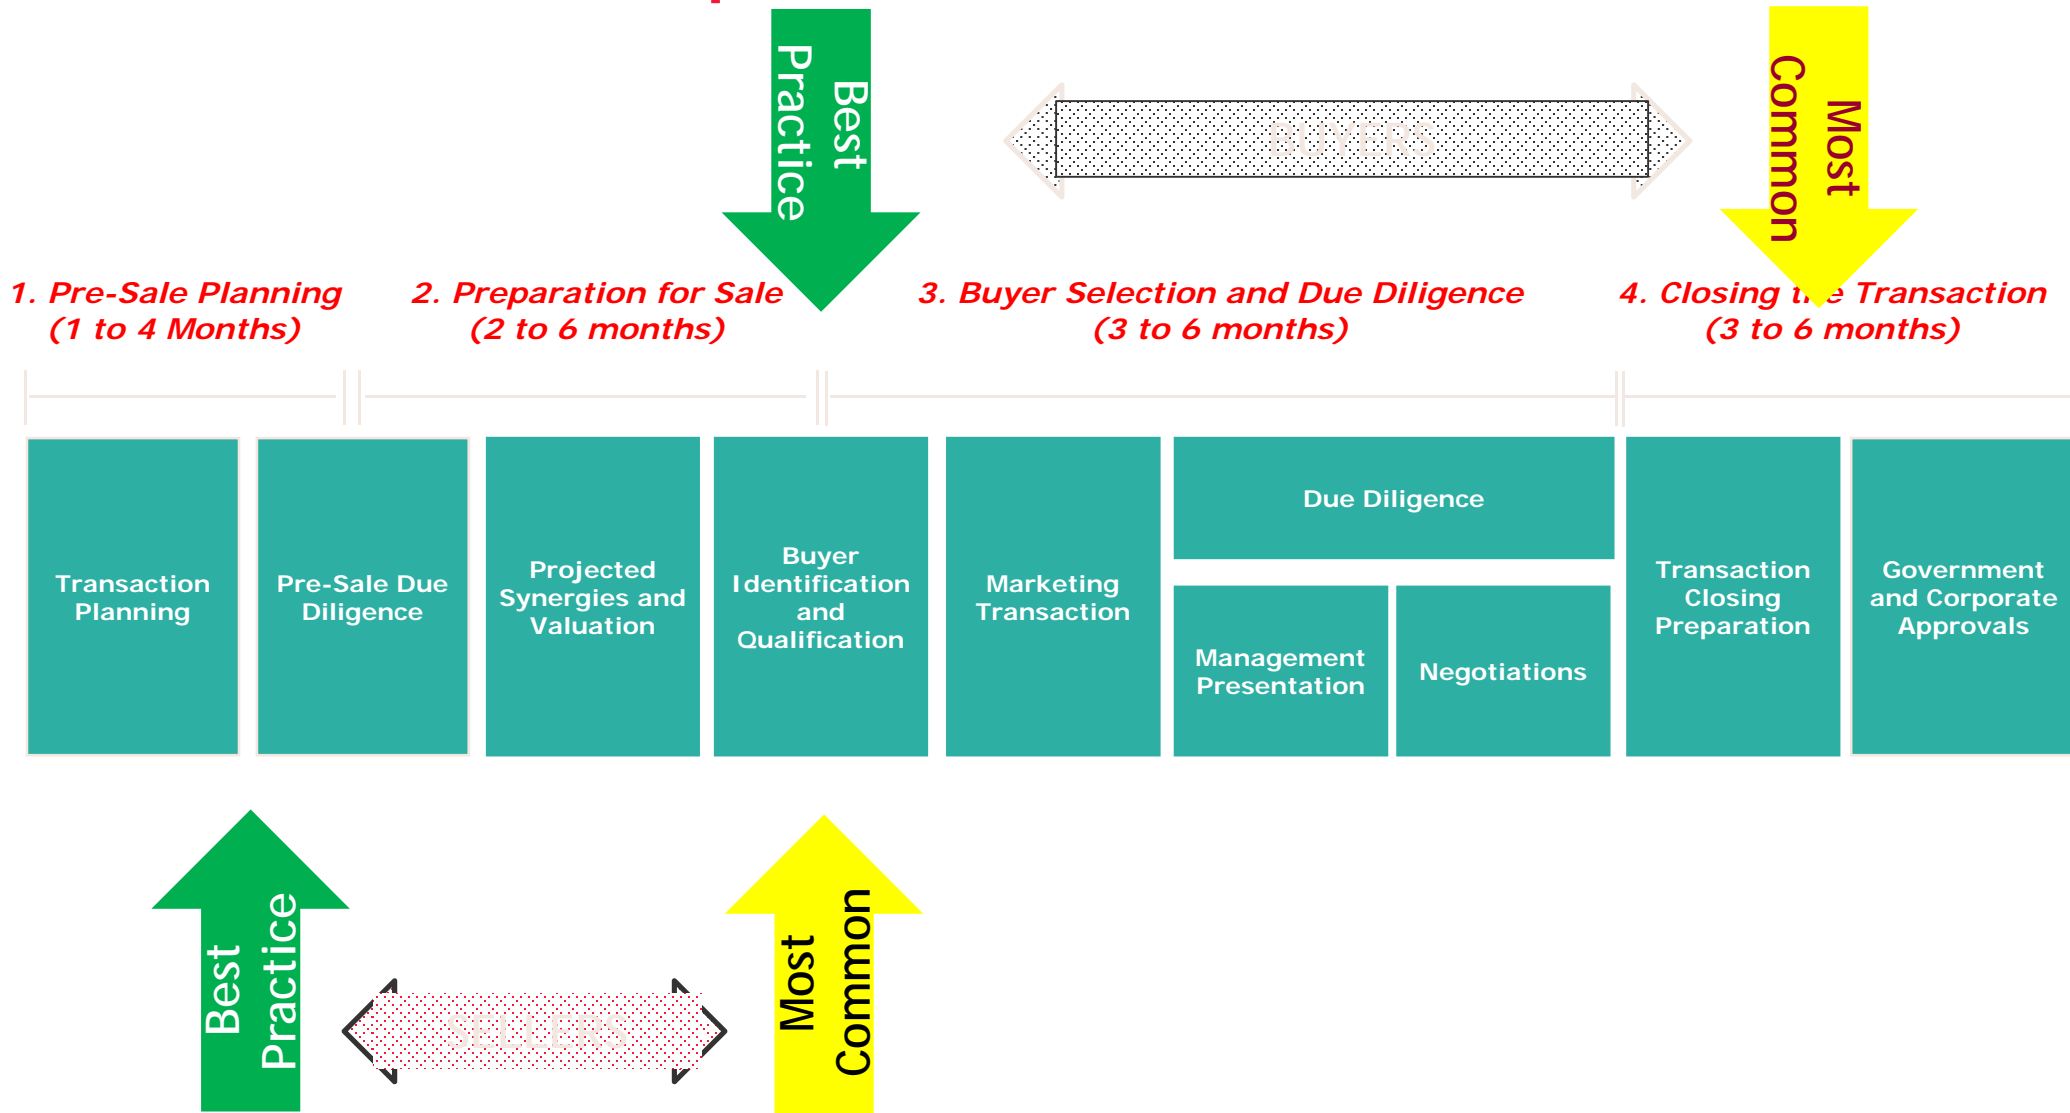 Best
Practice
BUYERS
Most
Common
1. Pre-Sale Planning
(1 to 4 Months)
2. Preparation for Sale
(2 to 6 months)
3. Buyer Selection and Due Diligence
(3 to 6 months)
4. Closing the Transaction
(3 to 6 months)
Transaction
Planning
Pre-Sale Due
Diligence
Projected
Synergies and
Valuation
Buyer
Identification
and
Qualification
Marketing
Transaction
Due Diligence
Management
Presentation
Negotiations
Transaction
Closing
Preparation
Government
and Corporate
Approvals
Best
Practice
SELLERS
Most
Common